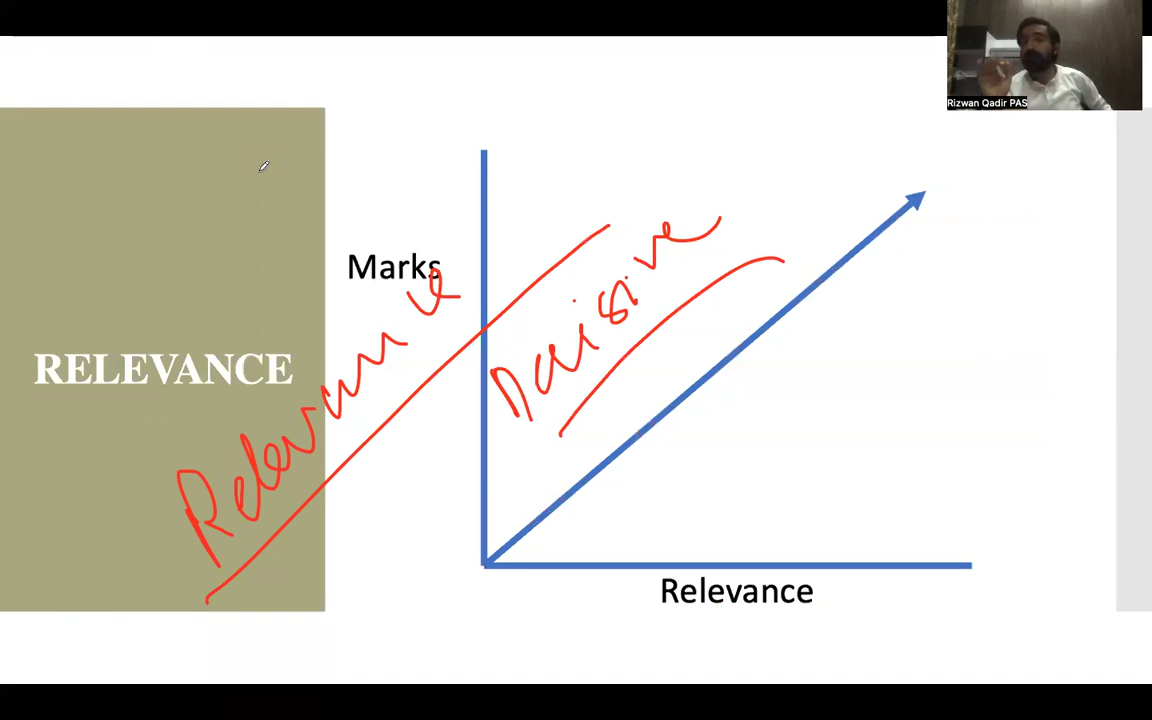 Rizwan Qadir PAS
Marks
RELEVANCE
Relevance
Decisive
Relevance